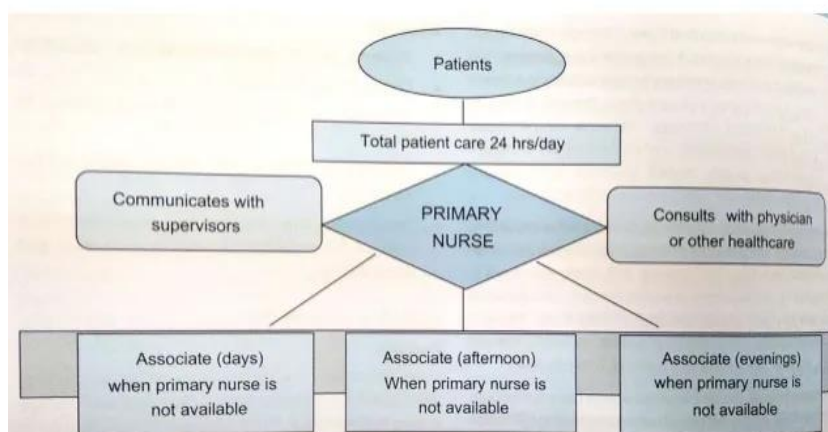 Patients
Total patient care 24 hrs/day
Communicates with
supervisors
PRIMARY
NURSE
Consults with physician
or other healthcare
Associate (days)
when primary nurse is
not available
Associate (afternoon)
When primary nurse is
not available
Associate (evenings)
when primary nurse is
not available